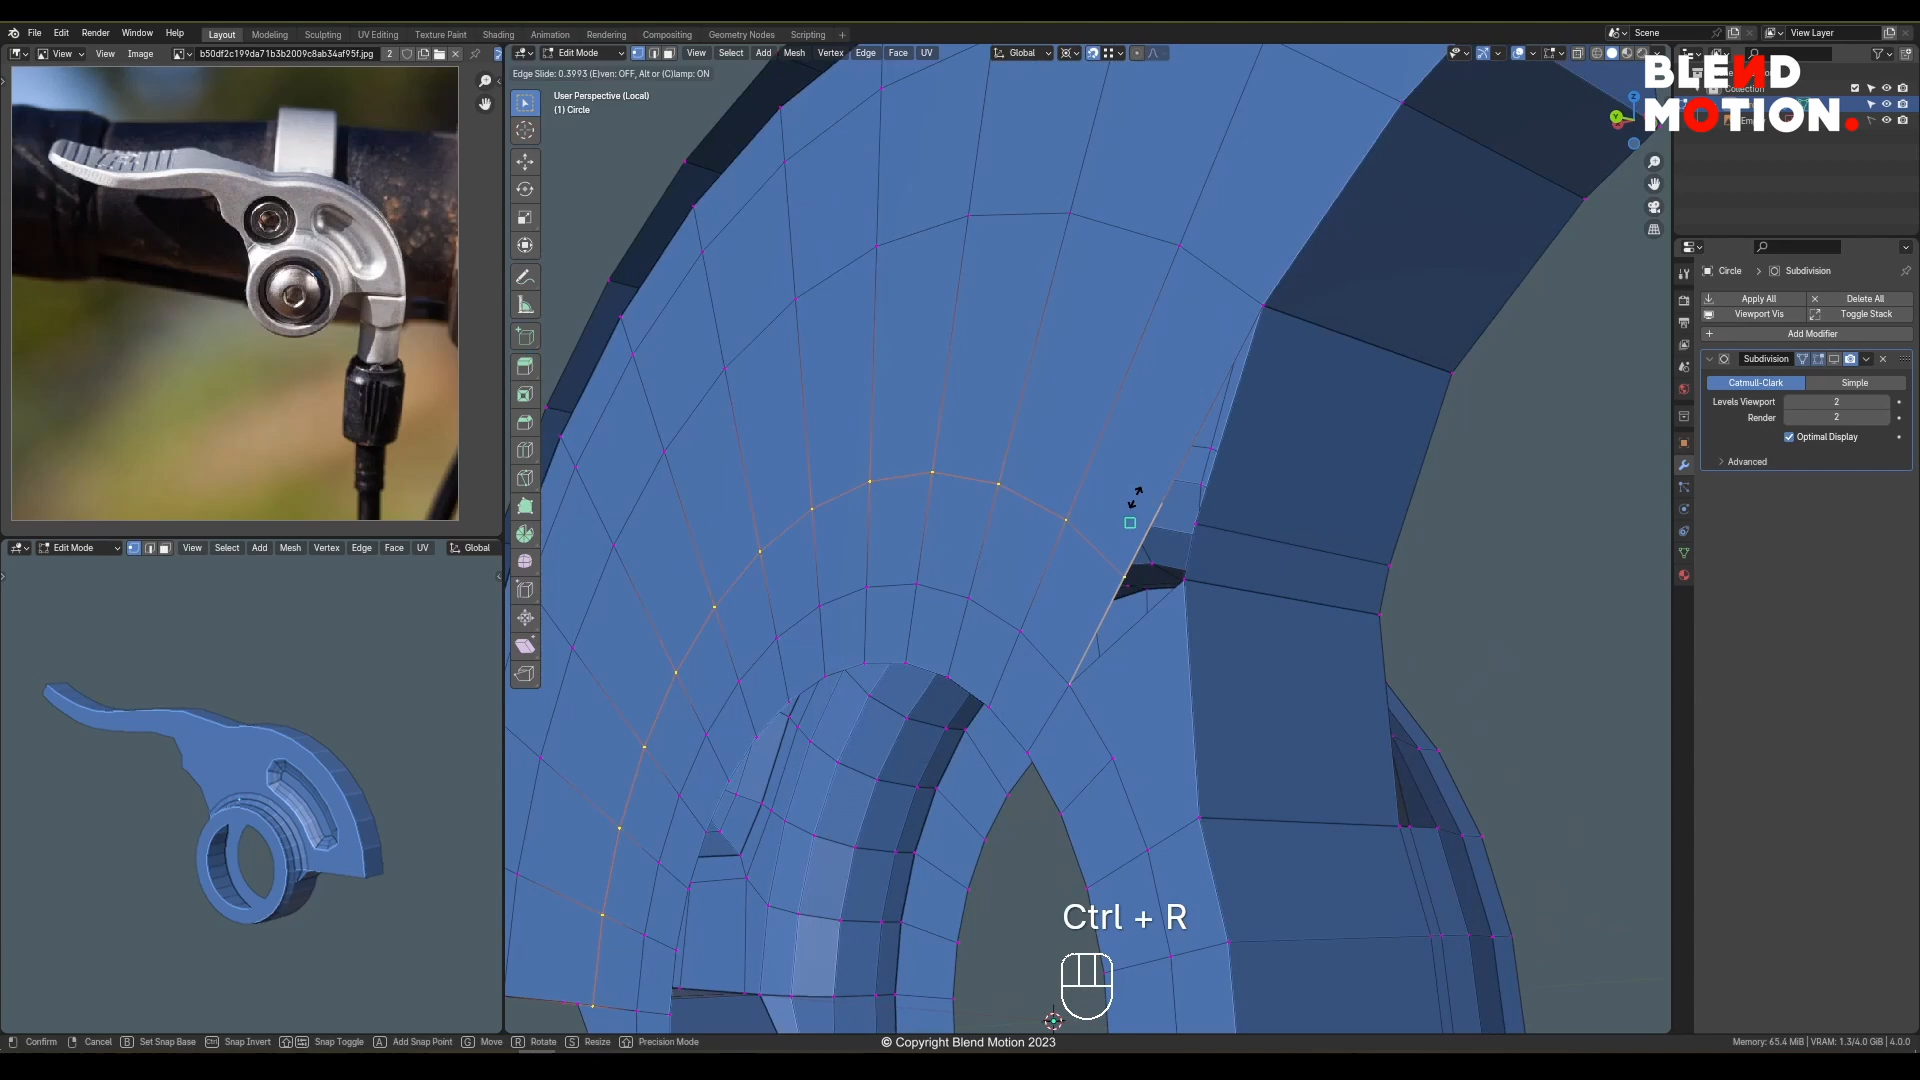 File Edit Render Window Help Layout Modeling Sculpting UV Editing Texture Paint Shading Animation Rendering Compositing Geometry Nodes Scripting + Scene View Layer
View View Image b50df2c199da71b3b2009c8ab34af95f.jpg 2
Edit Mode View Select Add Mesh Vertex Edge Face UV Global
Edge Slide: 0.3993 (E)ven: OFF, Alt or (C)lamp: ON
User Perspective (Local)
(1) Circle
BLEND
MOTION.
Collection
Circle > Subdivision
Apply All Delete All
Viewport Vis Toggle Stack
+ Add Modifier
Subdivision
Catmull-Clark Simple
Levels Viewport 2
Render 2
Optimal Display
Advanced
Edit Mode View Select Add Mesh Vertex Edge Face UV Global
Ctrl + R
Confirm Cancel B Set Snap Base Ctrl Snap Invert Snap Toggle A Add Snap Point G Move R Rotate S Resize Precision Mode
© Copyright Blend Motion 2023
Memory: 65.4 MiB | VRAM: 1.3/4.0 GiB | 4.0.0